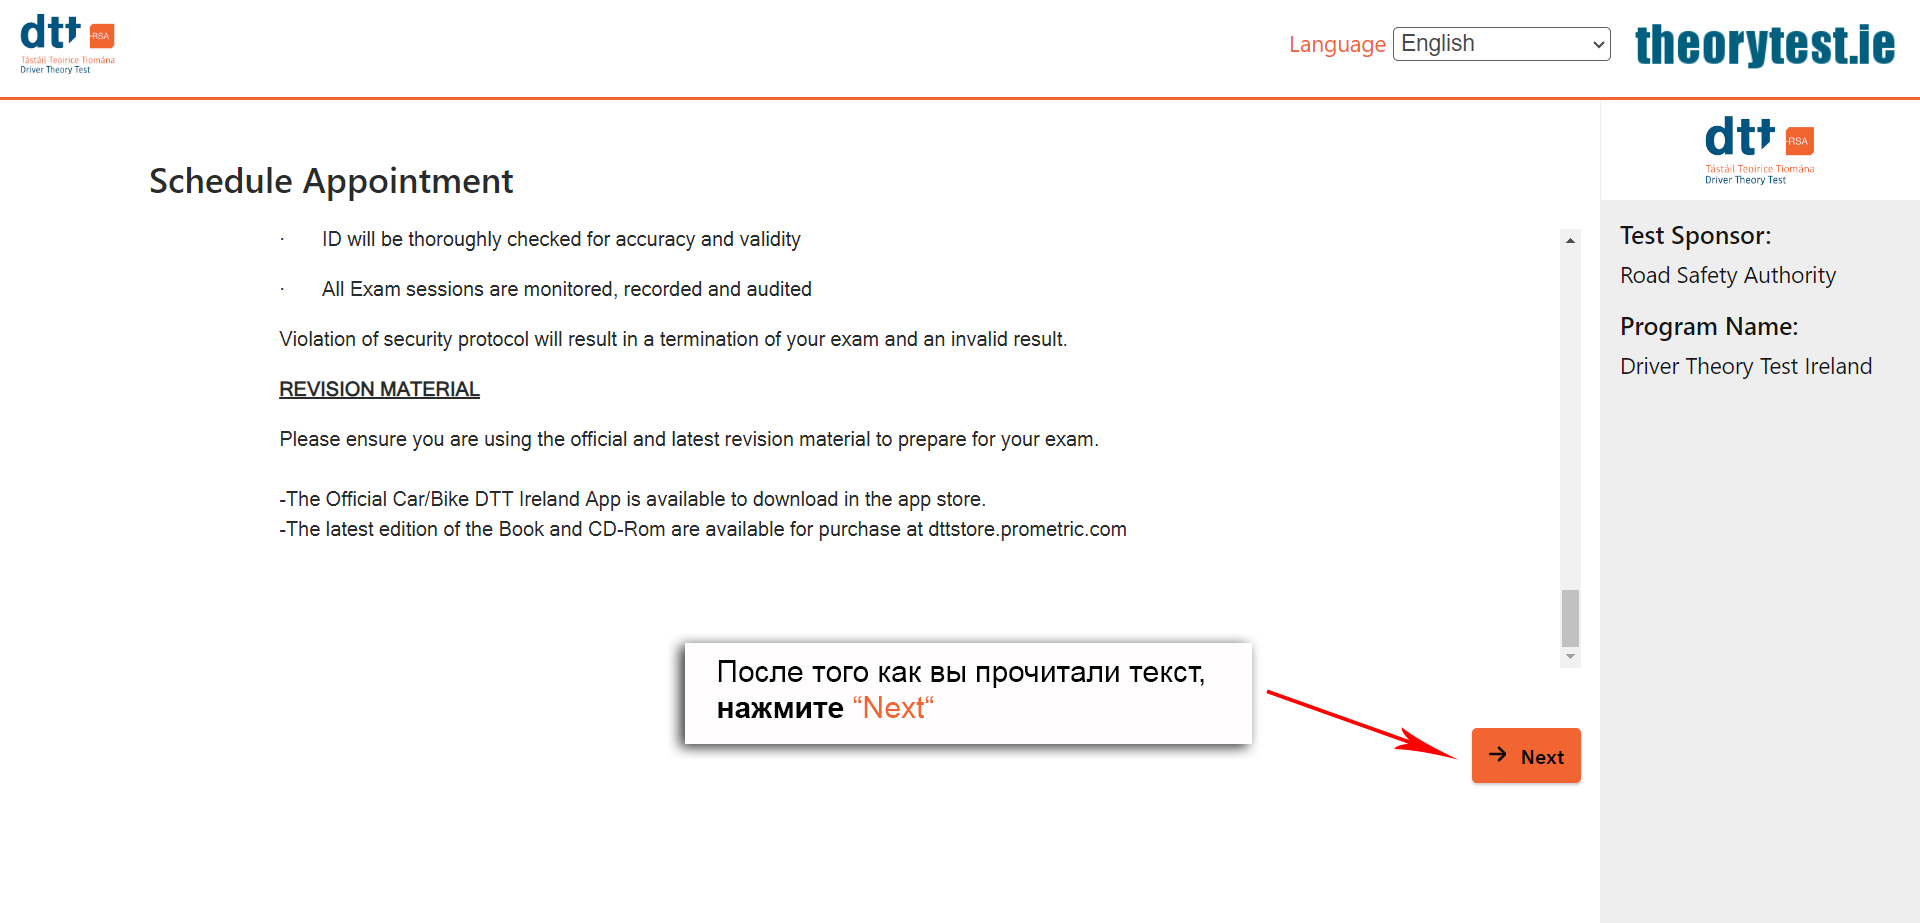 dtt RSA
Tástáil Teoirice Tiomána
Driver Theory Test
Language English
theorytest.ie
Schedule Appointment
· ID will be thoroughly checked for accuracy and validity
· All Exam sessions are monitored, recorded and audited
Violation of security protocol will result in a termination of your exam and an invalid result.
REVISION MATERIAL
Please ensure you are using the official and latest revision material to prepare for your exam.
-The Official Car/Bike DTT Ireland App is available to download in the app store.
-The latest edition of the Book and CD-Rom are available for purchase at dttstore.prometric.com
После того как вы прочитали текст,
нажмите “Next“
Next
dtt RSA
Tástáil Teoirice Tiomána
Driver Theory Test
Test Sponsor:
Road Safety Authority
Program Name:
Driver Theory Test Ireland